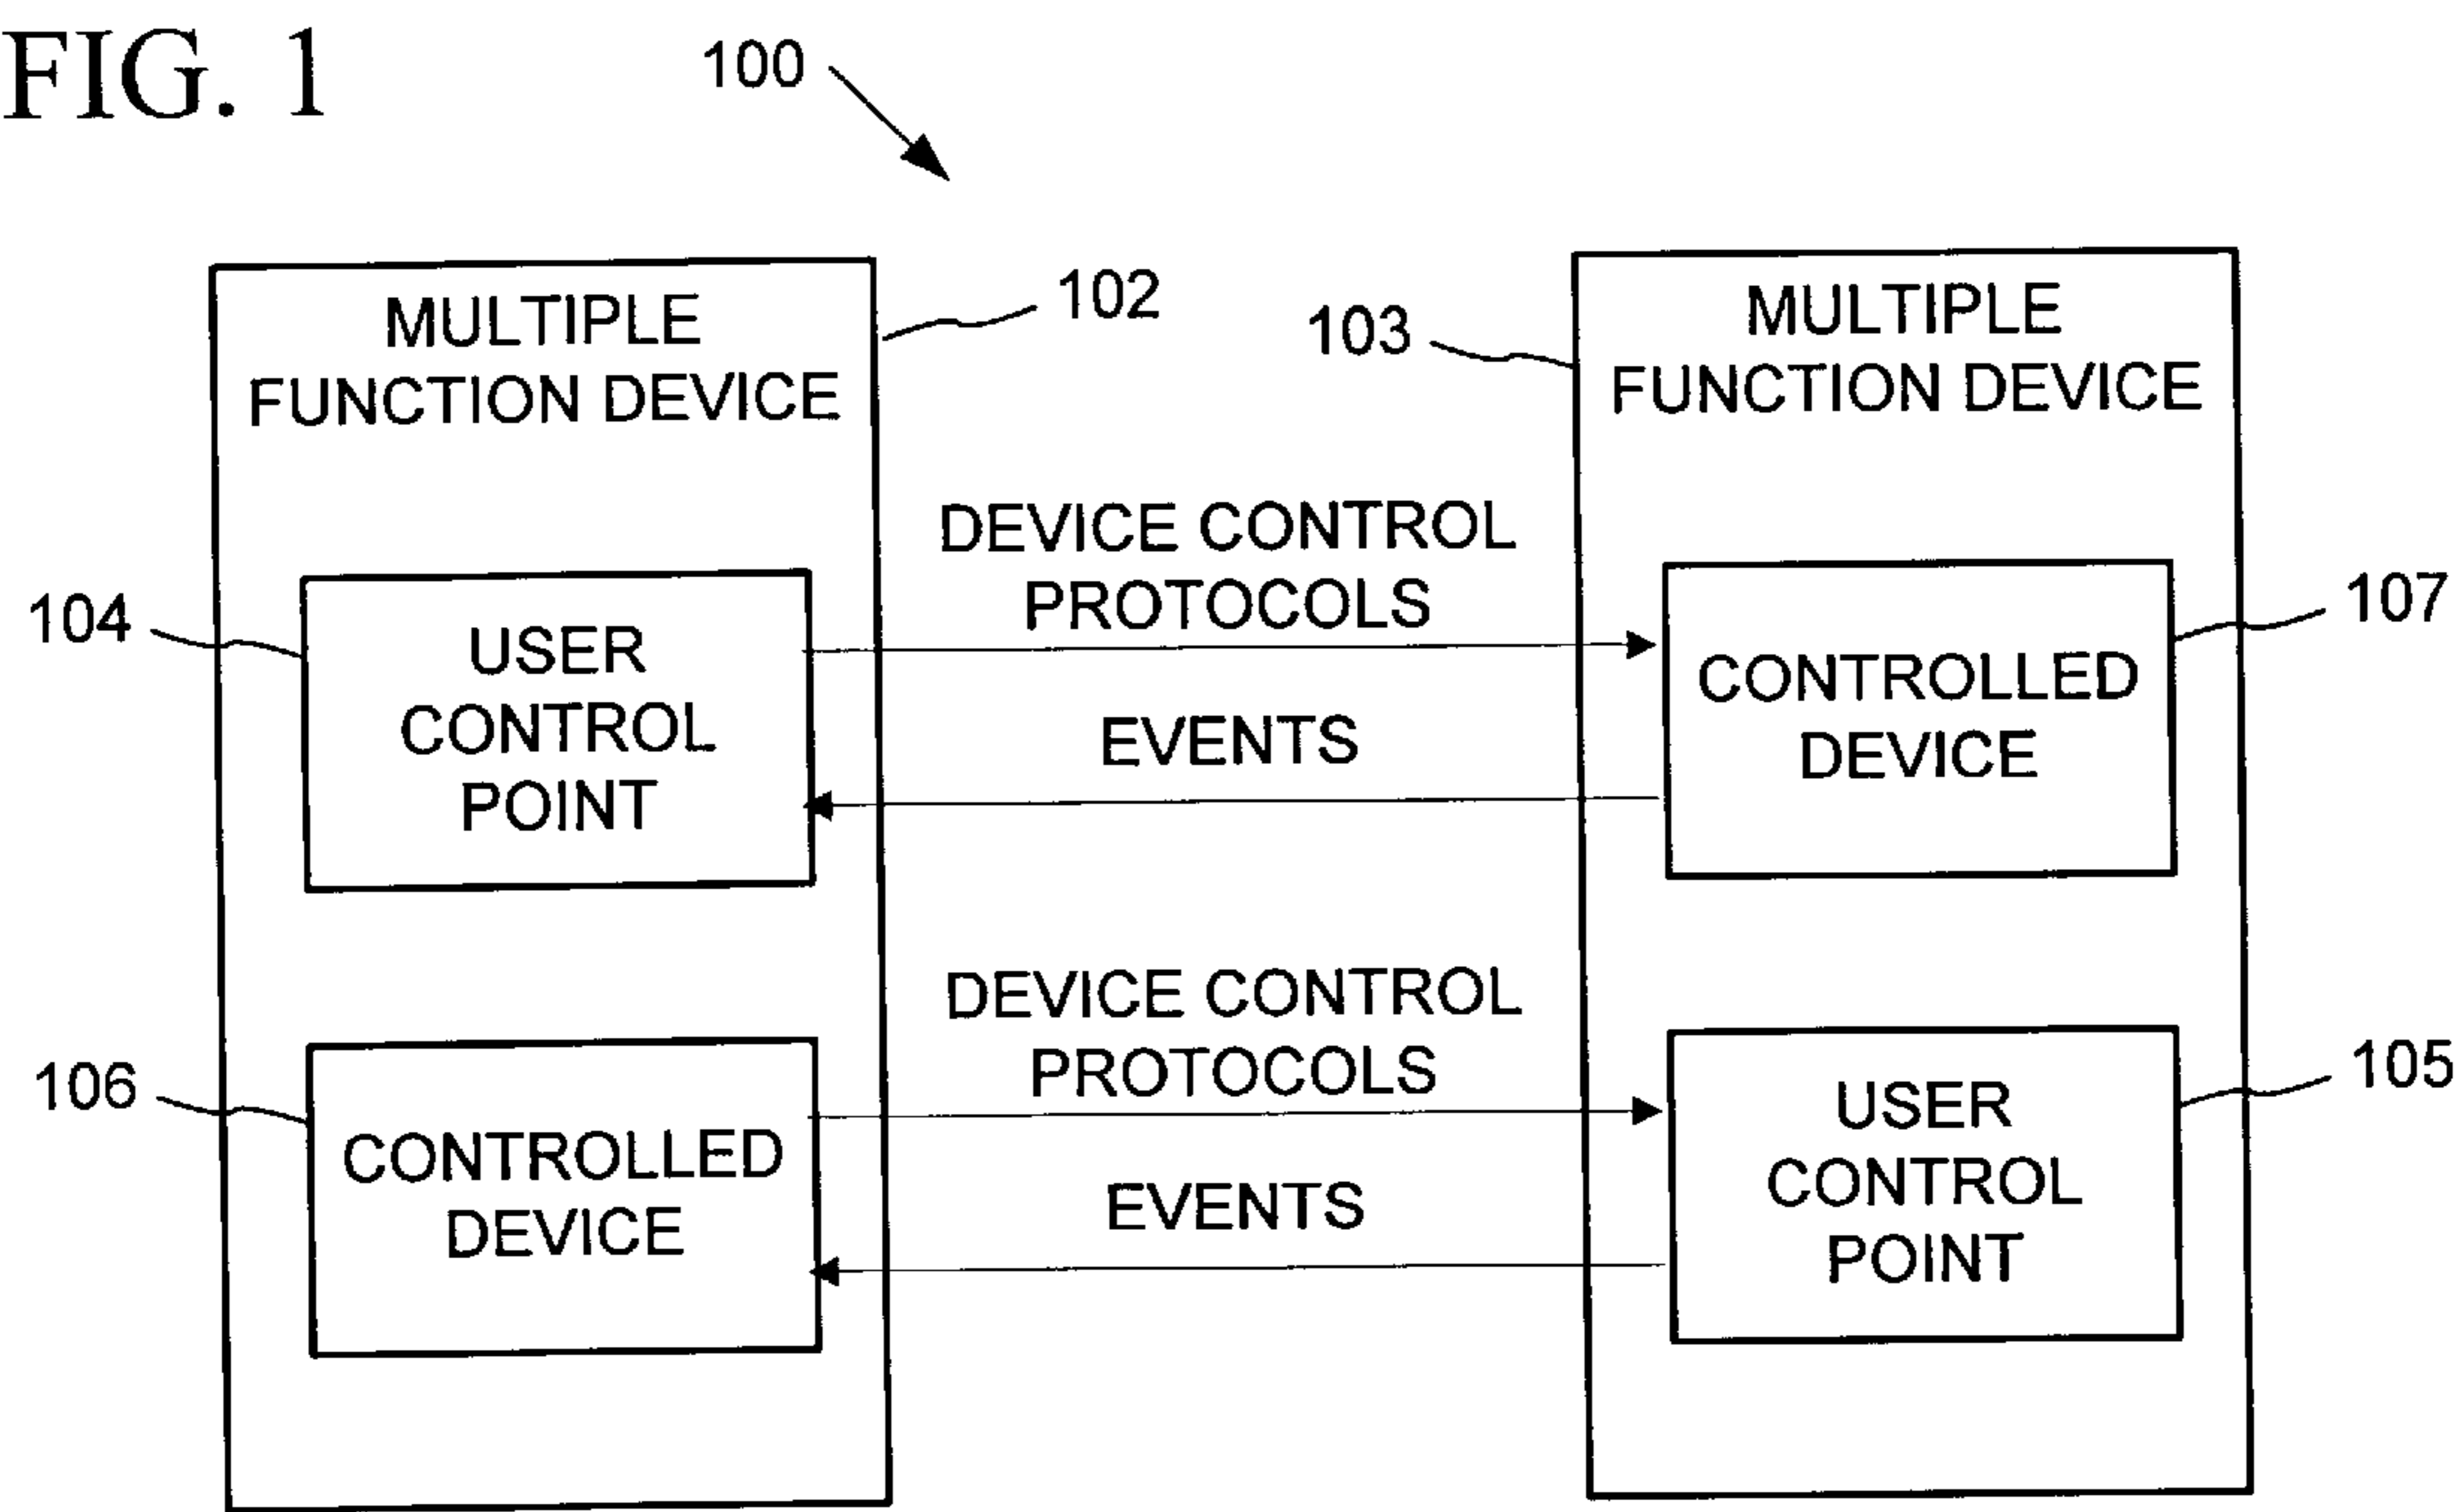 FIG. 1
100
MULTIPLE
FUNCTION DEVICE
102
103
MULTIPLE
FUNCTION DEVICE
DEVICE CONTROL
PROTOCOLS
104
USER
CONTROL
POINT
107
CONTROLLED
DEVICE
EVENTS
DEVICE CONTROL
PROTOCOLS
106
CONTROLLED
DEVICE
105
USER
CONTROL
POINT
EVENTS